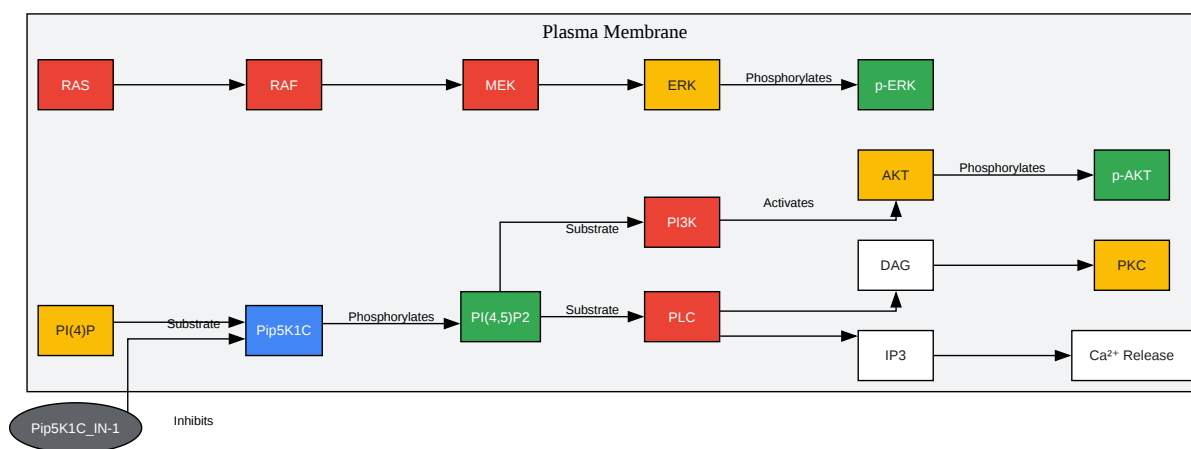 Plasma Membrane
RAS
RAF
MEK
ERK
Phosphorylates
p-ERK
AKT
Phosphorylates
p-AKT
PI3K
Activates
Substrate
DAG
PKC
PI(4)P
Substrate
Pip5K1C
Phosphorylates
PI(4,5)P2
Substrate
PLC
IP3
Ca²⁺ Release
Pip5K1C_IN-1
Inhibits